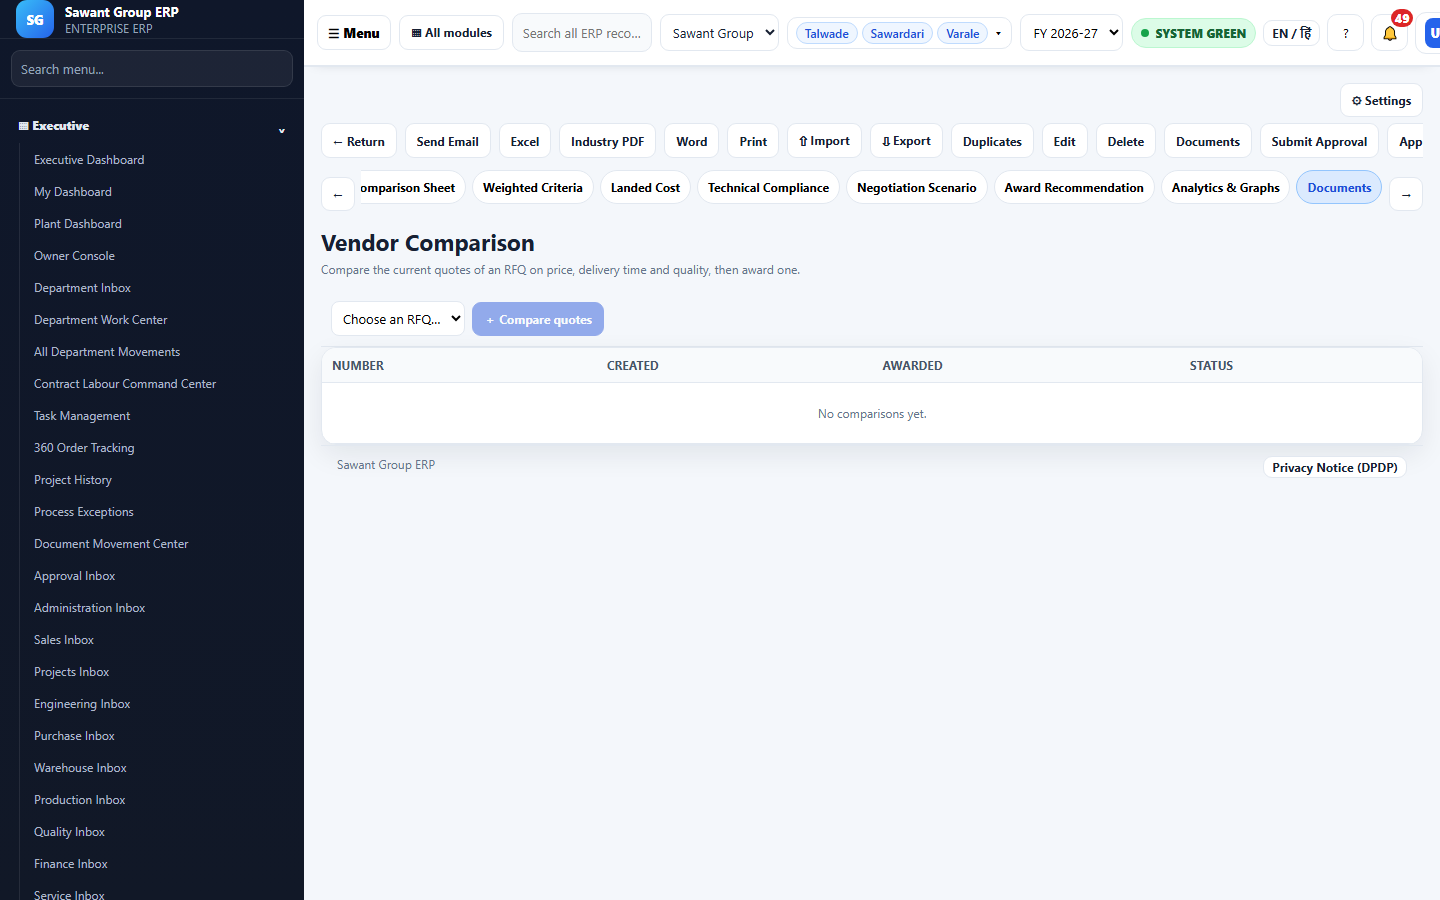 SG
Sawant Group ERP
ENTERPRISE ERP
Search menu...
Executive
Executive Dashboard
My Dashboard
Plant Dashboard
Owner Console
Department Inbox
Department Work Center
All Department Movements
Contract Labour Command Center
Task Management
360 Order Tracking
Project History
Process Exceptions
Document Movement Center
Approval Inbox
Administration Inbox
Sales Inbox
Projects Inbox
Engineering Inbox
Purchase Inbox
Warehouse Inbox
Production Inbox
Quality Inbox
Finance Inbox
Service Inbox
☰ Menu
All modules
Search all ERP reco...
Sawant Group
Talwade Sawardari Varale
FY 2026-27
SYSTEM GREEN
EN / हिं
?
49
U
⚙ Settings
← Return
Send Email
Excel
Industry PDF
Word
Print
⇧ Import
⇩ Export
Duplicates
Edit
Delete
Documents
Submit Approval
App
←
omparison Sheet
Weighted Criteria
Landed Cost
Technical Compliance
Negotiation Scenario
Award Recommendation
Analytics & Graphs
Documents
→
Vendor Comparison
Compare the current quotes of an RFQ on price, delivery time and quality, then award one.
Choose an RFQ...
+ Compare quotes
NUMBER CREATED AWARDED STATUS
No comparisons yet.
Sawant Group ERP
Privacy Notice (DPDP)